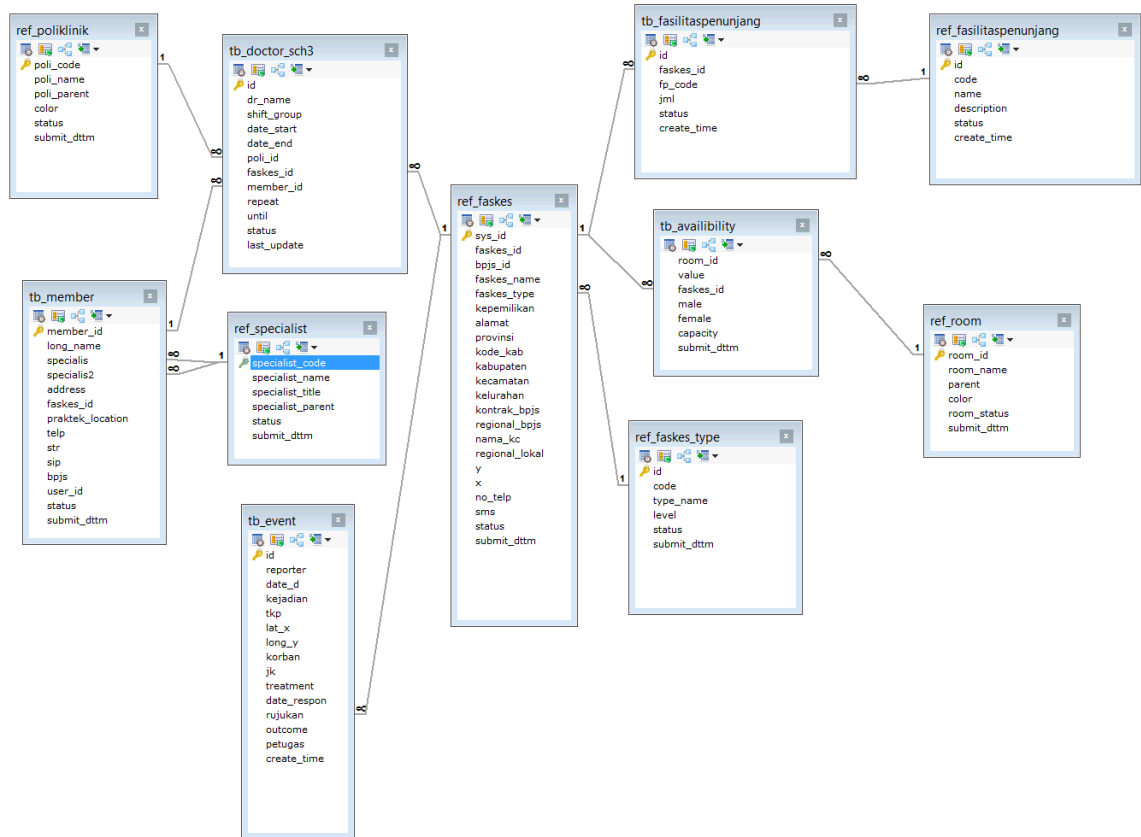 ref_poliklinik
poli_code
poli_name
poli_parent
color
status
submit_dttm
1
tb_doctor_sch3
id
dr_name
shift_group
date_start
date_end
poli_id
faskes_id
member_id
repeat
until
status
last_update
∞
∞
∞
tb_member
member_id
long_name
specialis
specialis2
address
faskes_id
praktek_location
telp
str
sip
bpjs
user_id
status
submit_dttm
1
∞
∞
ref_specialist
specialist_code
specialist_name
specialist_title
specialist_parent
status
submit_dttm
1
tb_event
id
reporter
date_d
kejadian
tkp
lat_x
long_y
korban
jk
treatment
date_respon
rujukan
outcome
petugas
create_time
∞
ref_faskes
sys_id
faskes_id
bpjs_id
faskes_name
faskes_type
kepemilikan
alamat
provinsi
kode_kab
kabupaten
kecamatan
kelurahan
kontrak_bpjs
regional_bpjs
nama_kc
regional_lokal
y
x
no_telp
sms
status
submit_dttm
1
1
∞
tb_fasilitaspenunjang
id
faskes_id
fp_code
jml
status
create_time
∞
∞
ref_fasilitaspenunjang
id
code
name
description
status
create_time
1
tb_availibility
room_id
value
faskes_id
male
female
capacity
submit_dttm
∞
∞
ref_room
room_id
room_name
parent
color
room_status
submit_dttm
1
ref_faskes_type
id
code
type_name
level
status
submit_dttm
1